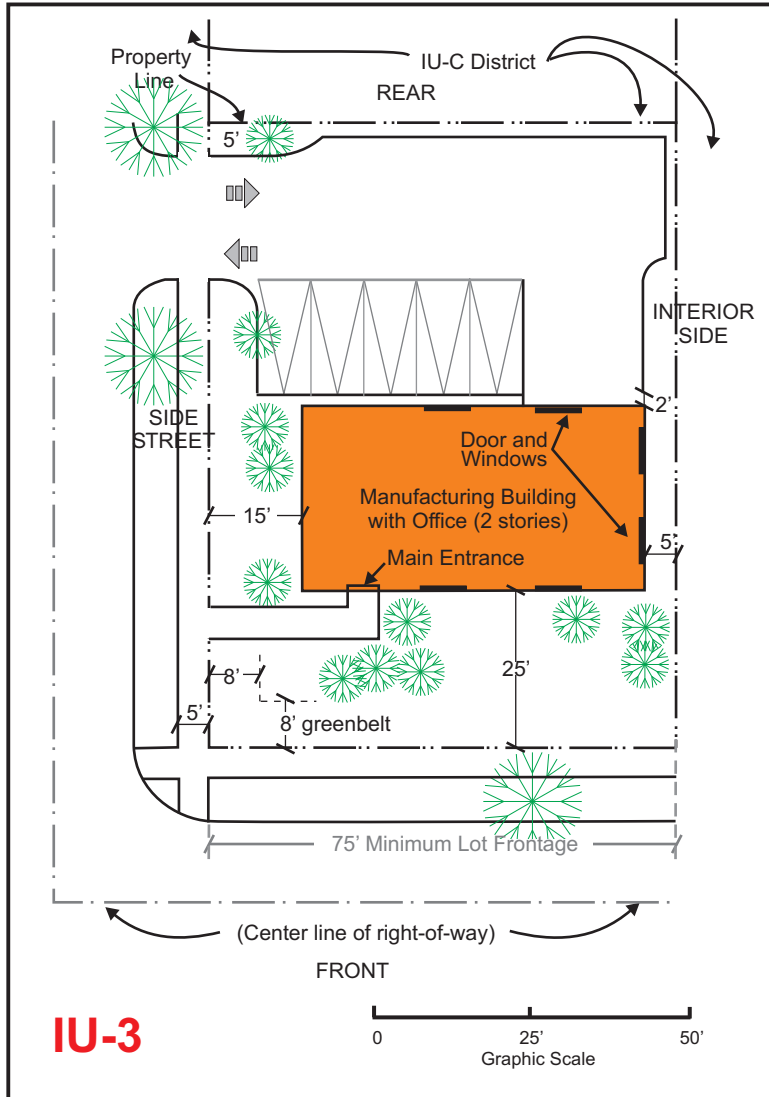 Property
Line
IU-C District
REAR
5’
INTERIOR
SIDE
2’
SIDE
STREET
Door and
Windows
Manufacturing Building
with Office (2 stories)
15’
5’
Main Entrance
8’
25’
5’
8’ greenbelt
75’ Minimum Lot Frontage
(Center line of right-of-way)
FRONT
IU-3
0
25’
50’
Graphic Scale